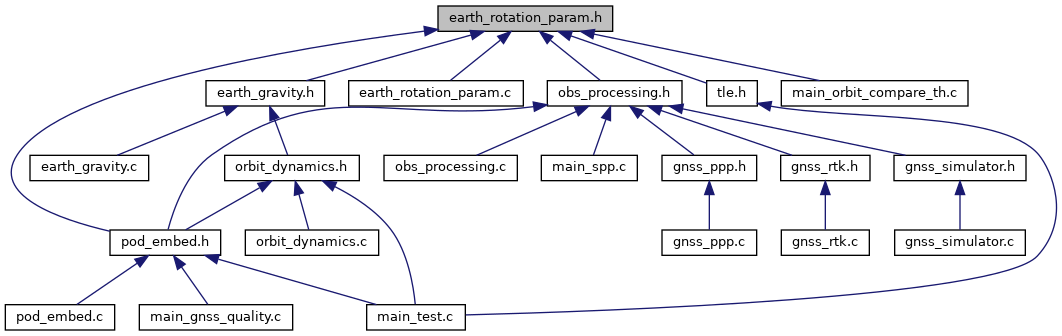 earth_rotation_param.h
earth_gravity.h
earth_rotation_param.c
obs_processing.h
tle.h
main_orbit_compare_th.c
earth_gravity.c
orbit_dynamics.h
obs_processing.c
main_spp.c
gnss_ppp.h
gnss_rtk.h
gnss_simulator.h
pod_embed.h
orbit_dynamics.c
gnss_ppp.c
gnss_rtk.c
gnss_simulator.c
pod_embed.c
main_gnss_quality.c
main_test.c